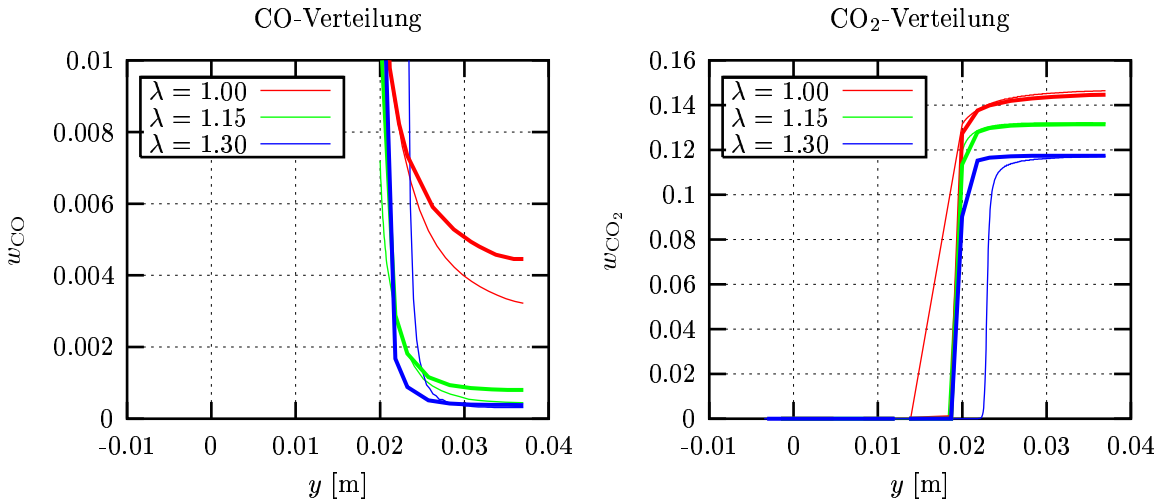 CO-Verteilung
0.01
0.008
0.006
0.004
0.002
0
-0.01
0
0.01
0.02
0.03
0.04
w_CO
y [m]
λ = 1.00
λ = 1.15
λ = 1.30
CO₂-Verteilung
0.16
0.14
0.12
0.1
0.08
0.06
0.04
0.02
0
-0.01
0
0.01
0.02
0.03
0.04
w_CO₂
y [m]
λ = 1.00
λ = 1.15
λ = 1.30